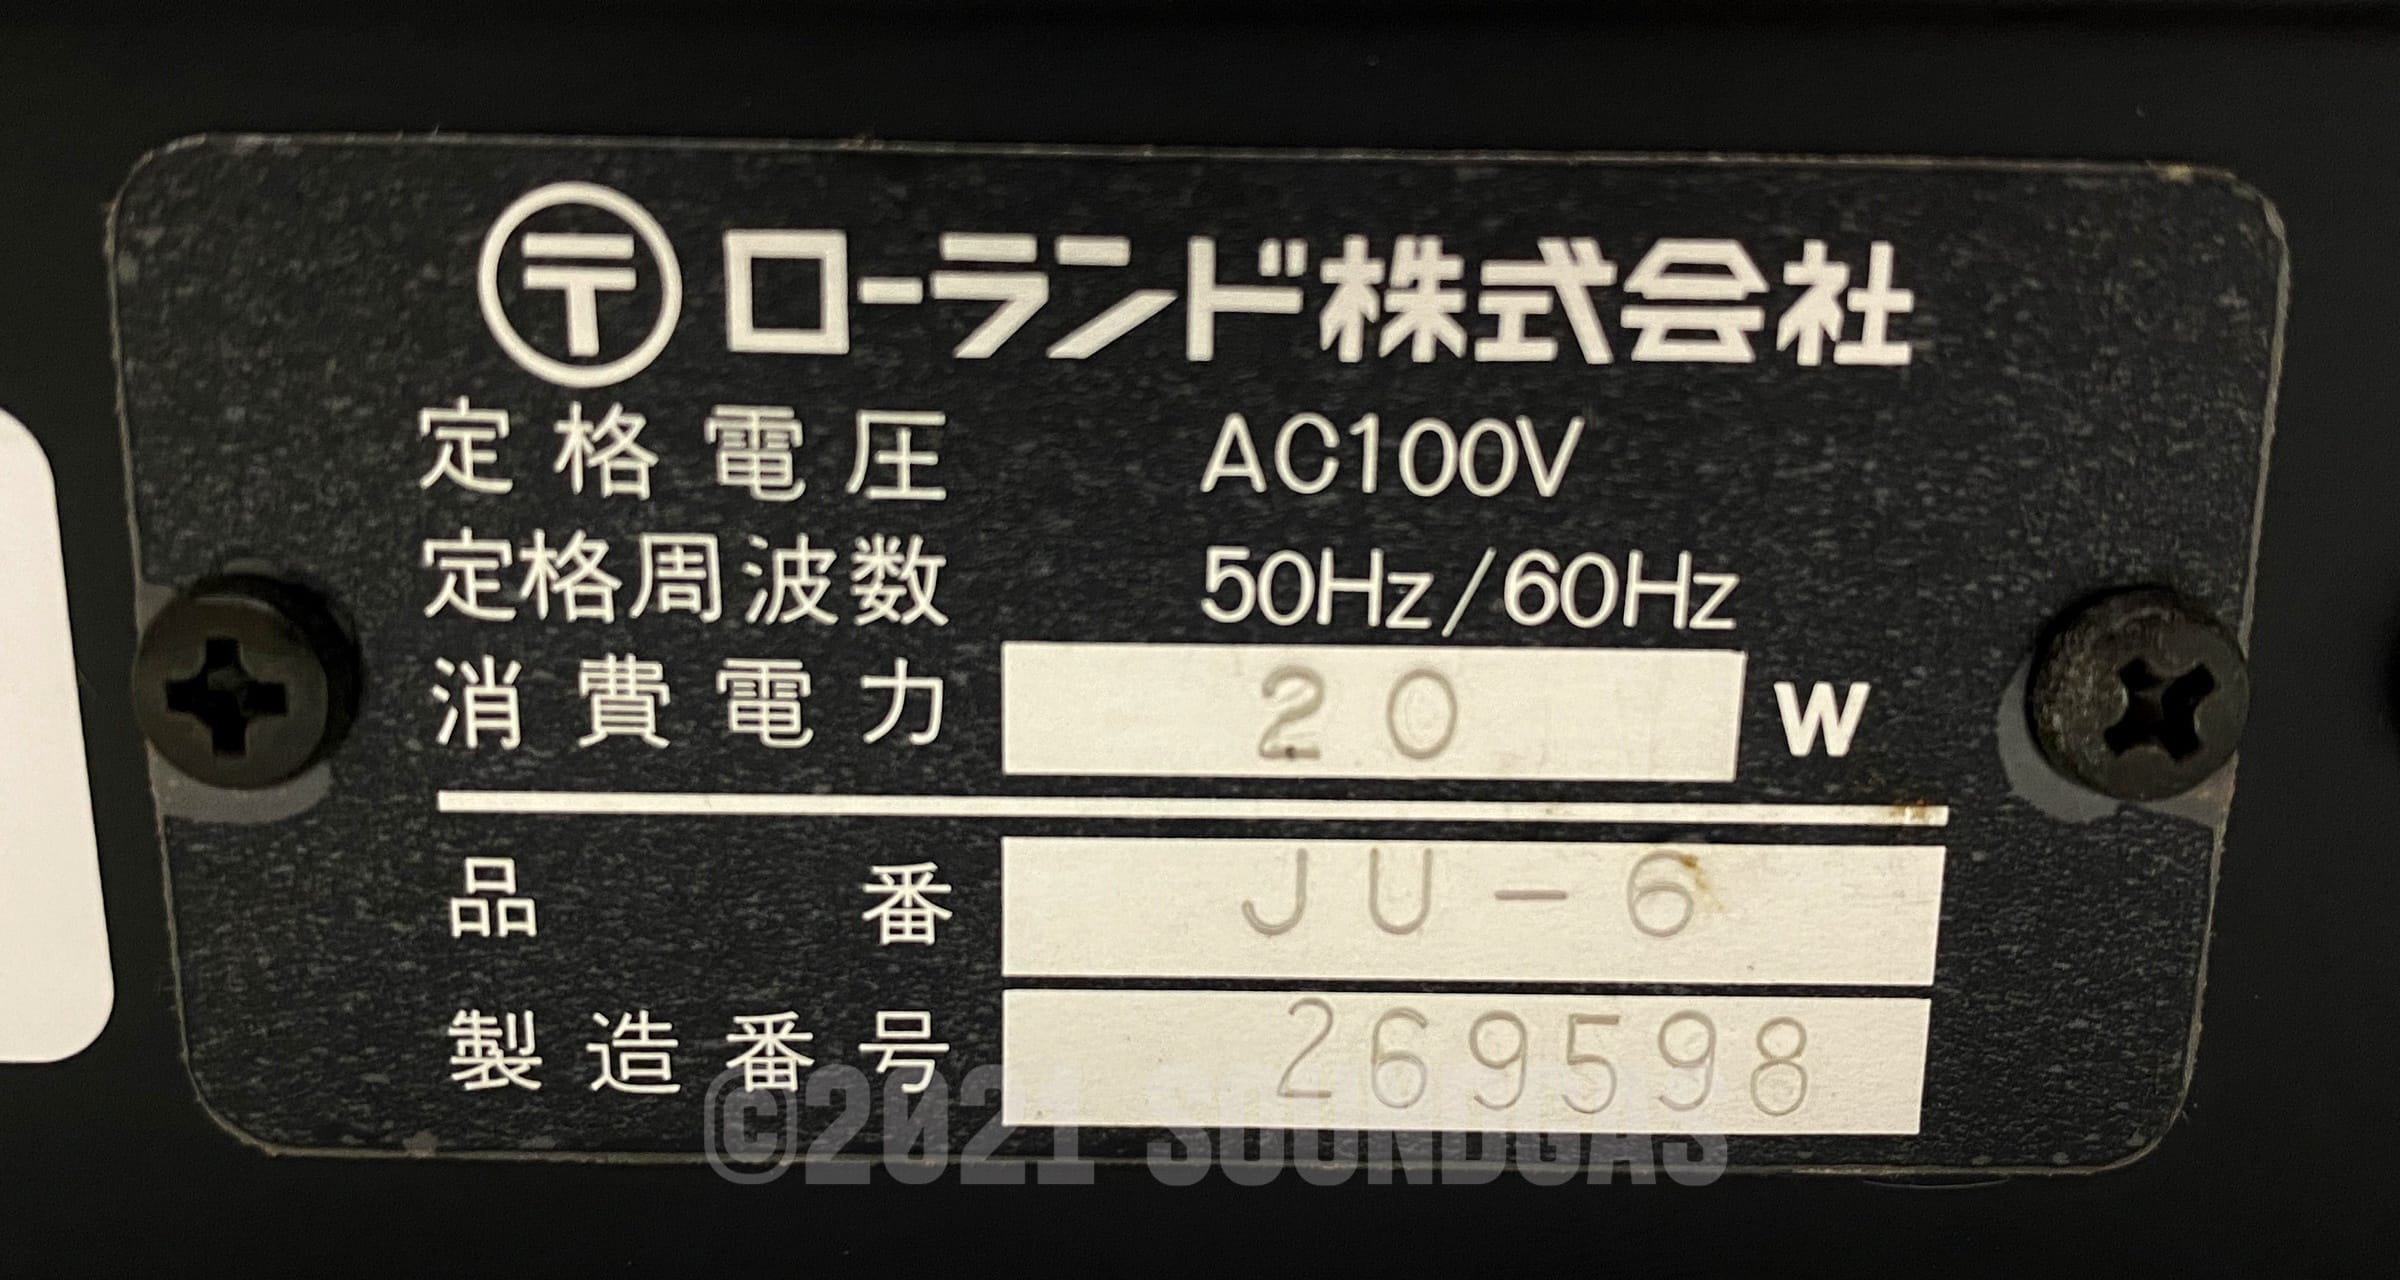 〒 ローランド株式会社
定格電圧 AC100V
定格周波数 50Hz/60Hz
消費電力 20 W
品番 JU-6
製造番号 269598
©2021 SOUNDGAS